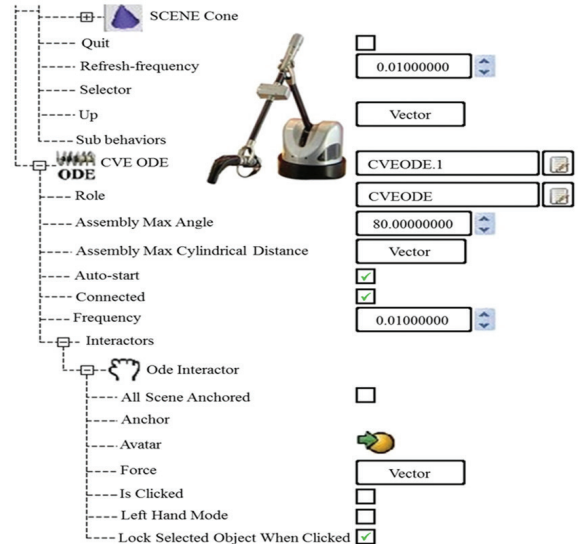 SCENE Cone
Quit
Refresh-frequency 0.01000000
Selector
Up Vector
Sub behaviors
ODE CVE ODE CVEODE.1
Role CVEODE
Assembly Max Angle 80.00000000
Assembly Max Cylindrical Distance Vector
Auto-start
Connected
Frequency 0.01000000
Interactors
Ode Interactor
All Scene Anchored
Anchor
Avatar
Force Vector
Is Clicked
Left Hand Mode
Lock Selected Object When Clicked